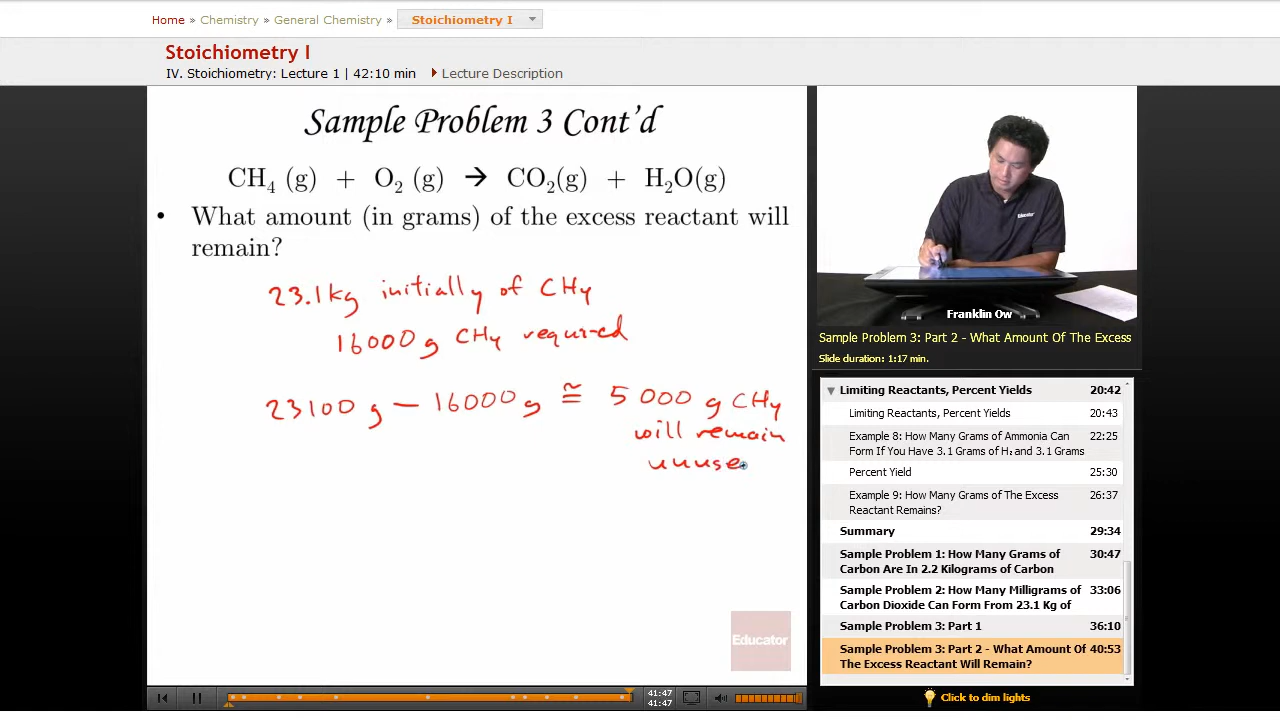 Home » Chemistry » General Chemistry » Stoichiometry I
Stoichiometry I
IV. Stoichiometry: Lecture 1 | 42:10 min Lecture Description
Sample Problem 3 Cont'd
CH₄ (g) + O₂ (g) → CO₂(g) + H₂O(g)
• What amount (in grams) of the excess reactant will
remain?
23.1kg initially of CH₄
16000 g CH₄ required
23100 g – 16000 g ≅ 5000 g CH₄
will remain
unuse
Educator
Educator
Franklin Ow
Sample Problem 3: Part 2 - What Amount Of The Excess
Slide duration: 1:17 min.
Limiting Reactants, Percent Yields 20:42
Limiting Reactants, Percent Yields 20:43
Example 8: How Many Grams of Ammonia Can 22:25
Form If You Have 3.1 Grams of H₂ and 3.1 Grams
Percent Yield 25:30
Example 9: How Many Grams of The Excess 26:37
Reactant Remains?
Summary 29:34
Sample Problem 1: How Many Grams of 30:47
Carbon Are In 2.2 Kilograms of Carbon
Sample Problem 2: How Many Milligrams of 33:06
Carbon Dioxide Can Form From 23.1 Kg of
Sample Problem 3: Part 1 36:10
Sample Problem 3: Part 2 - What Amount Of 40:53
The Excess Reactant Will Remain?
41:47
41:47
Click to dim lights